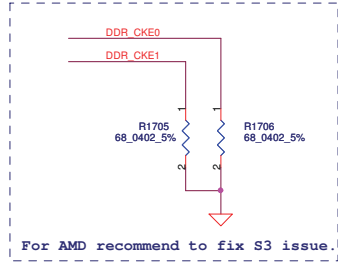 DDR_CKE0
DDR_CKE1
1
1
R1705
68_0402_5%
R1706
68_0402_5%
2
2
For AMD recommend to fix S3 issue.